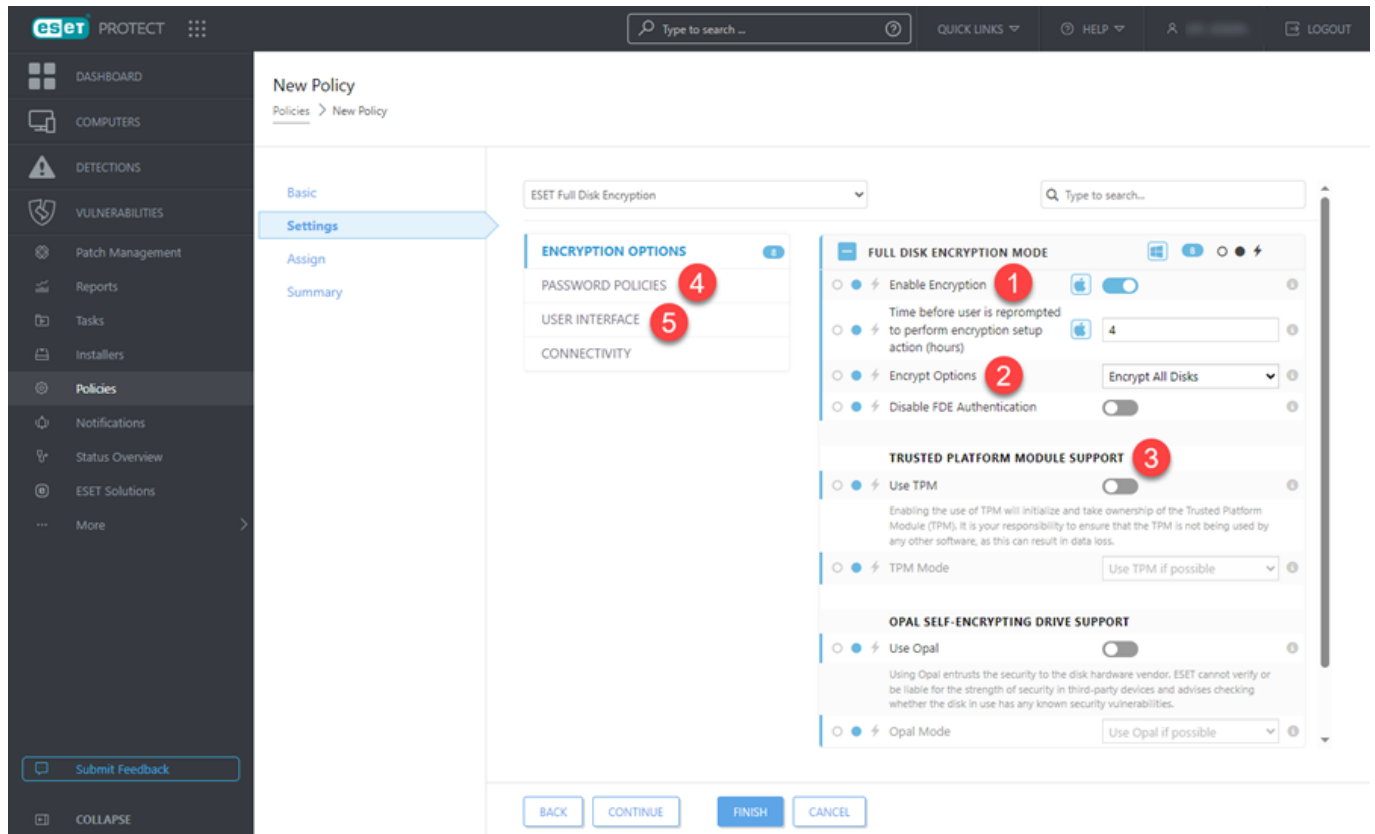 eset PROTECT
Type to search ...
QUICK LINKS
HELP
LOGOUT
DASHBOARD
COMPUTERS
DETECTIONS
VULNERABILITIES
Patch Management
Reports
Tasks
Installers
Policies
Notifications
Status Overview
ESET Solutions
More
Submit Feedback
COLLAPSE
New Policy
Policies > New Policy
Basic
Settings
Assign
Summary
ESET Full Disk Encryption
Type to search...
ENCRYPTION OPTIONS 8
PASSWORD POLICIES 4
USER INTERFACE 5
CONNECTIVITY
FULL DISK ENCRYPTION MODE 8
Enable Encryption 1
Time before user is reprompted
to perform encryption setup 4
action (hours)
Encrypt Options 2 Encrypt All Disks
Disable FDE Authentication
TRUSTED PLATFORM MODULE SUPPORT 3
Use TPM
Enabling the use of TPM will initialize and take ownership of the Trusted Platform
Module (TPM). It is your responsibility to ensure that the TPM is not being used by
any other software, as this can result in data loss.
TPM Mode Use TPM if possible
OPAL SELF-ENCRYPTING DRIVE SUPPORT
Use Opal
Using Opal entrusts the security to the disk hardware vendor. ESET cannot verify or
be liable for the strength of security in third-party devices and advises checking
whether the disk in use has any known security vulnerabilities.
Opal Mode Use Opal if possible
BACK
CONTINUE
FINISH
CANCEL